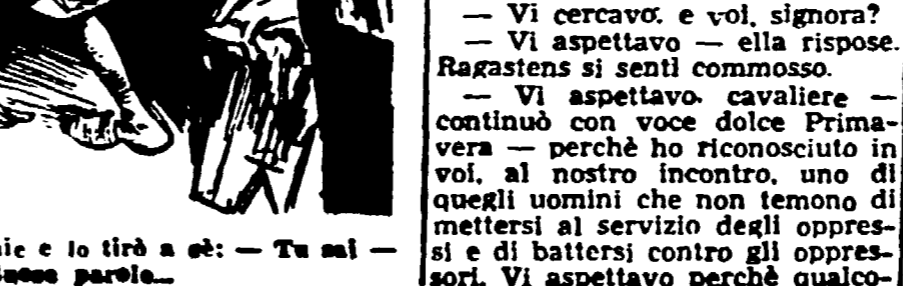 — Vi cercavo. e voi, signora?
— Vi aspettavo — ella rispose.
Ragastens si sentì commosso.
— Vi aspettavo. cavaliere —
continuò con voce dolce Prima-
vera — perchè ho riconosciuto in
voi, al nostro incontro, uno di
quegli uomini che non temono di
mettersi al servizio degli oppres-
si e di battersi contro gli oppres-
sori. Vi aspettavo perchè qualco-
e lo tirò a sè: — Tu sai —
parole...